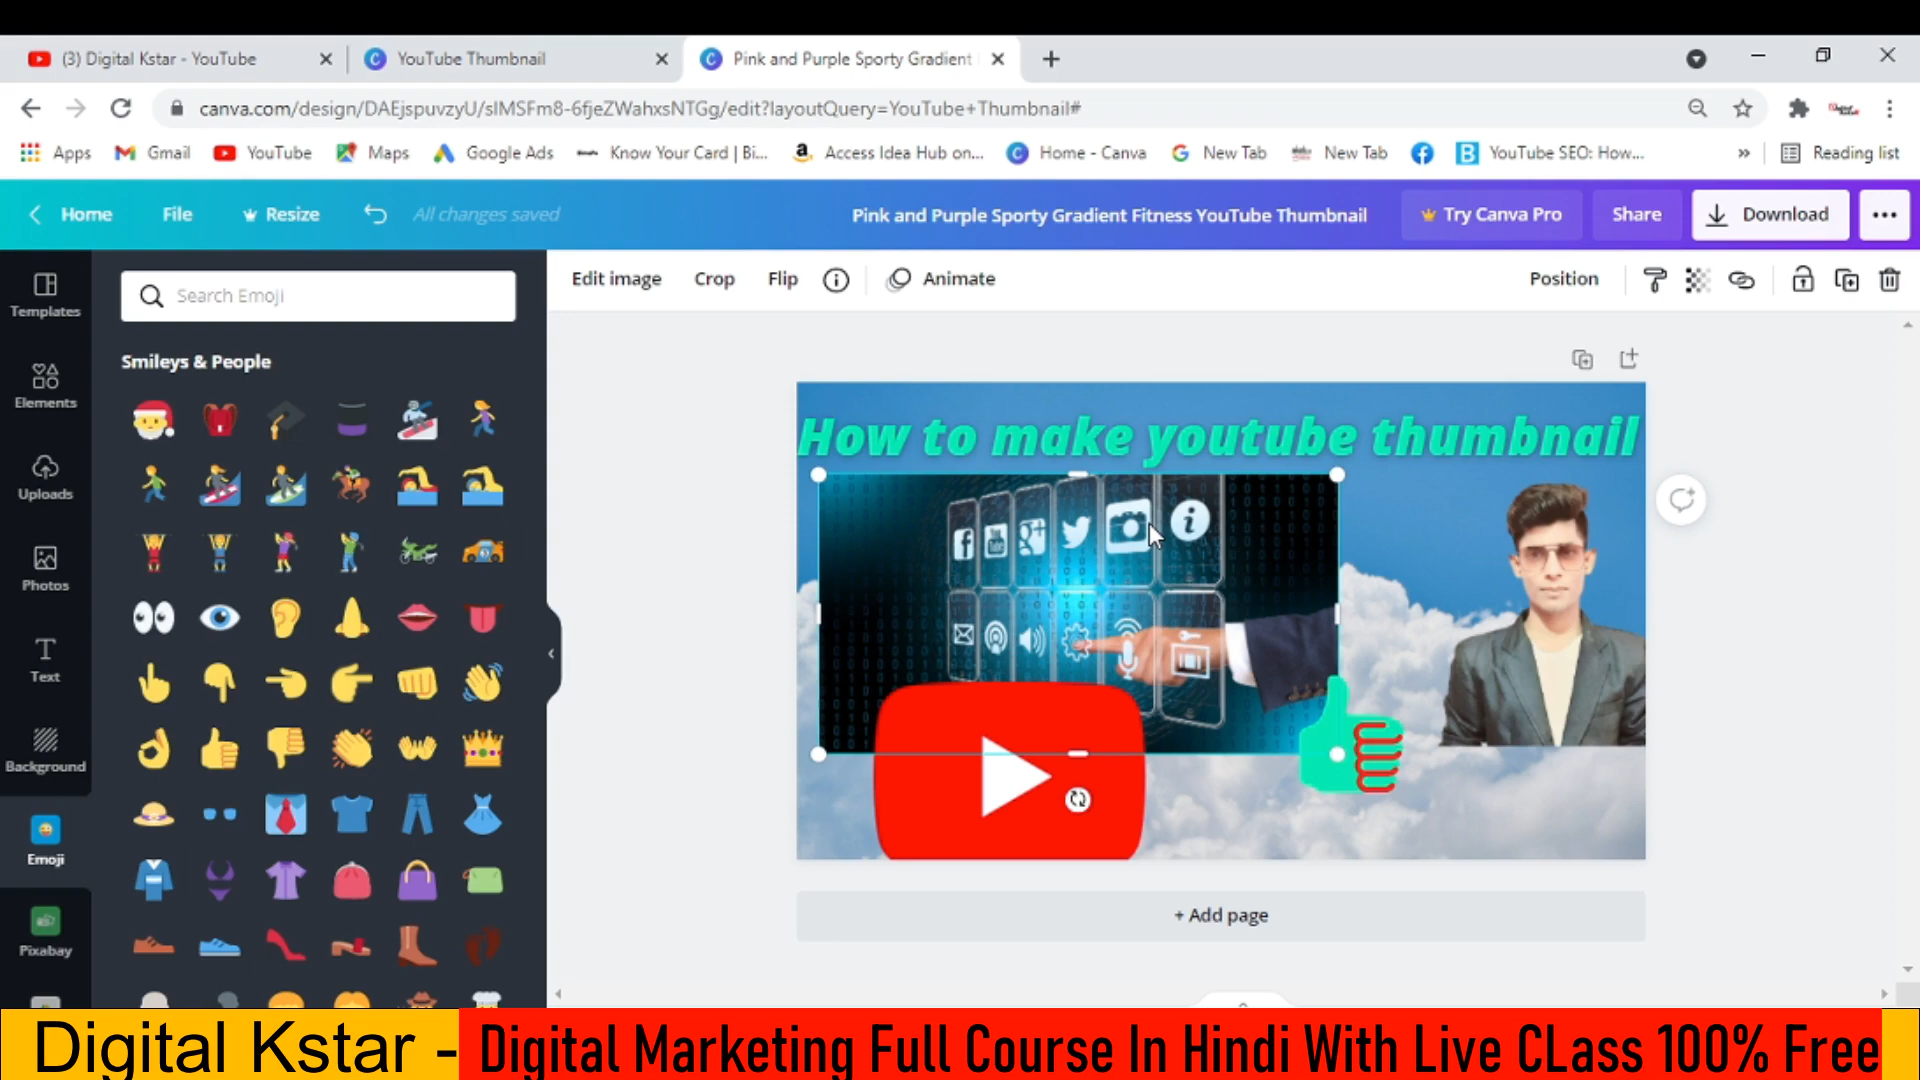 (3) Digital Kstar - YouTube
YouTube Thumbnail
Pink and Purple Sporty Gradient
canva.com/design/DAEjspuvzyU/sIMSFm8-6fjeZWahxsNTGg/edit?layoutQuery=YouTube+Thumbnail#
Apps
Gmail
YouTube
Maps
Google Ads
Know Your Card | Bi...
Access Idea Hub on...
Home - Canva
New Tab
New Tab
YouTube SEO: How...
Reading list
Home
File
Resize
All changes saved
Pink and Purple Sporty Gradient Fitness YouTube Thumbnail
Try Canva Pro
Share
Download
Templates
Elements
Uploads
Photos
Text
Background
Emoji
Pixabay
Search Emoji
Smileys & People
Edit image
Crop
Flip
Animate
Position
How to make youtube thumbnail
+ Add page
Digital Kstar - Digital Marketing Full Course In Hindi With Live CLass 100% Free